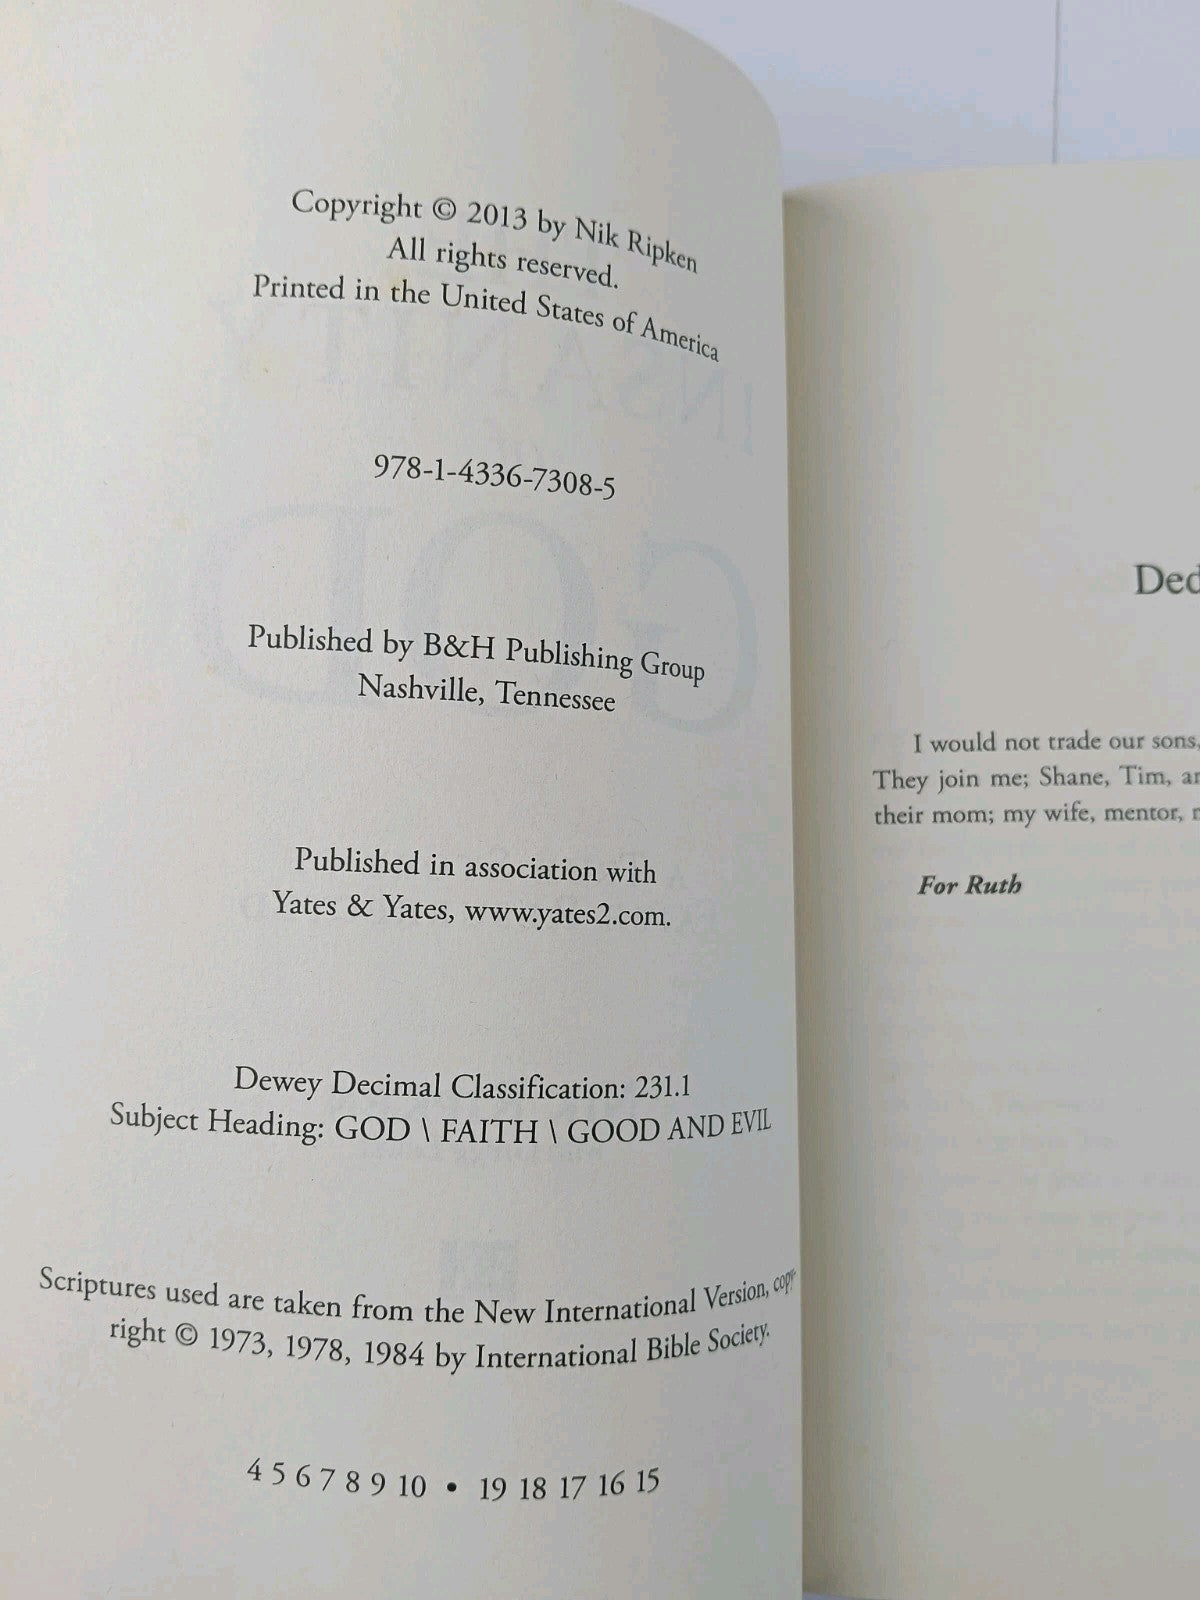 Copyright © 2013 by Nik Ripken
All rights reserved.
Printed in the United States of America
978-1-4336-7308-5
Published by B&H Publishing Group
Nashville, Tennessee
Published in association with
Yates & Yates, www.yates2.com.
Dewey Decimal Classification: 231.1
Subject Heading: GOD \ FAITH \ GOOD AND EVIL
Scriptures used are taken from the New International Version, copy-
right © 1973, 1978, 1984 by International Bible Society.
4 5 6 7 8 9 10 • 19 18 17 16 15
Ded
I would not trade our sons,
They join me; Shane, Tim,
their mom; my wife, mentor,
For Ruth